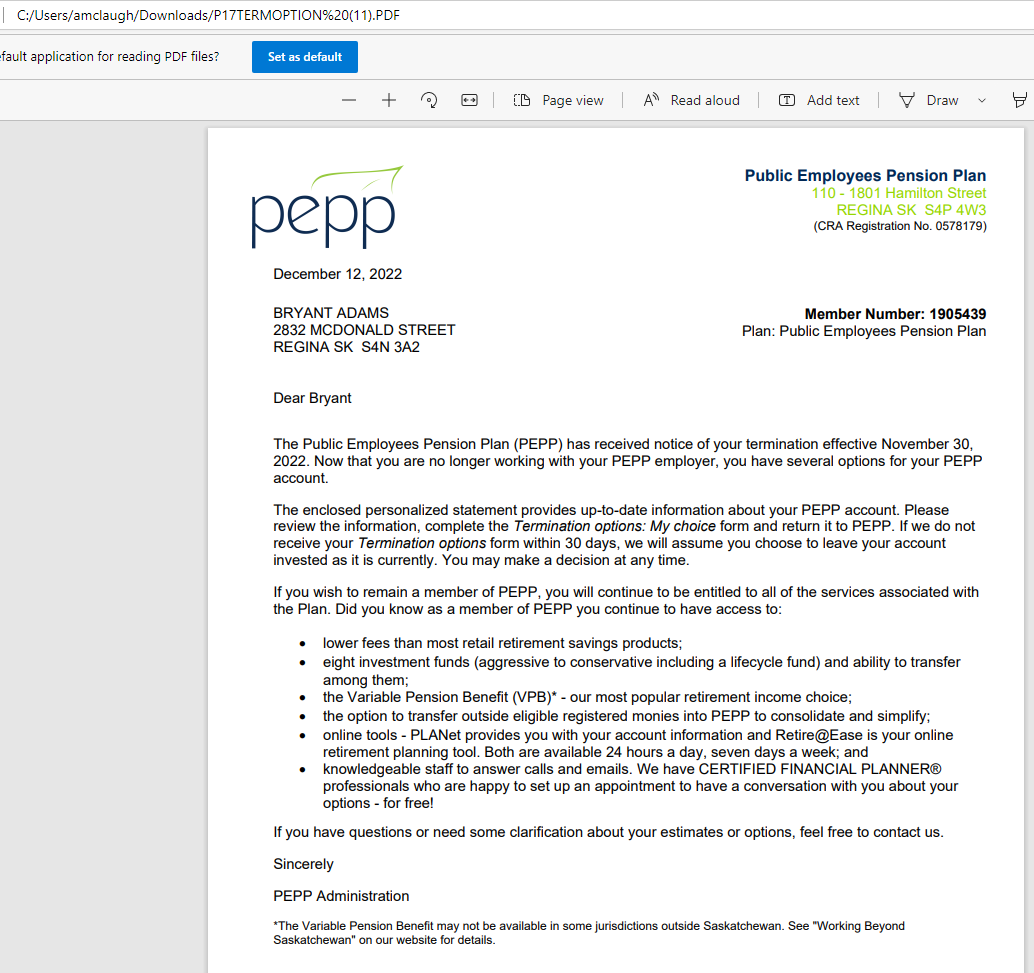 C:/Users/amclaugh/Downloads/P17TERMOPTION%20(11).PDF
efault application for reading PDF files?
Set as default
Page view
Read aloud
Add text
Draw
pepp
Public Employees Pension Plan
110 - 1801 Hamilton Street
REGINA SK  S4P 4W3
(CRA Registration No. 0578179)
December 12, 2022
BRYANT ADAMS
2832 MCDONALD STREET
REGINA SK  S4N 3A2
Member Number: 1905439
Plan: Public Employees Pension Plan
Dear Bryant
The Public Employees Pension Plan (PEPP) has received notice of your termination effective November 30,
2022. Now that you are no longer working with your PEPP employer, you have several options for your PEPP
account.
The enclosed personalized statement provides up-to-date information about your PEPP account. Please
review the information, complete the Termination options: My choice form and return it to PEPP. If we do not
receive your Termination options form within 30 days, we will assume you choose to leave your account
invested as it is currently. You may make a decision at any time.
If you wish to remain a member of PEPP, you will continue to be entitled to all of the services associated with
the Plan. Did you know as a member of PEPP you continue to have access to:
• lower fees than most retail retirement savings products;
• eight investment funds (aggressive to conservative including a lifecycle fund) and ability to transfer
among them;
• the Variable Pension Benefit (VPB)* - our most popular retirement income choice;
• the option to transfer outside eligible registered monies into PEPP to consolidate and simplify;
• online tools - PLANet provides you with your account information and Retire@Ease is your online
retirement planning tool. Both are available 24 hours a day, seven days a week; and
• knowledgeable staff to answer calls and emails. We have CERTIFIED FINANCIAL PLANNER®
professionals who are happy to set up an appointment to have a conversation with you about your
options - for free!
If you have questions or need some clarification about your estimates or options, feel free to contact us.
Sincerely
PEPP Administration
*The Variable Pension Benefit may not be available in some jurisdictions outside Saskatchewan. See "Working Beyond
Saskatchewan" on our website for details.